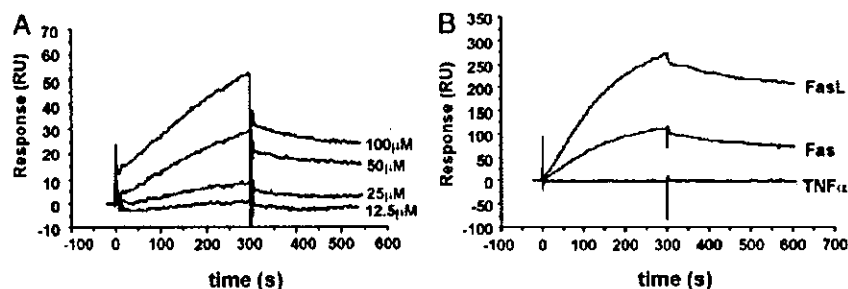 A
Response (RU)
70
60
50
40
30
20
10
0
-10
100μM
50μM
25μM
12.5μM
-100 0 100 200 300 400 500 600
time (s)
B
Response (RU)
350
300
250
200
150
100
50
0
-50
-100
FasL
Fas
TNFα
-100 0 100 200 300 400 500 600 700
time (s)